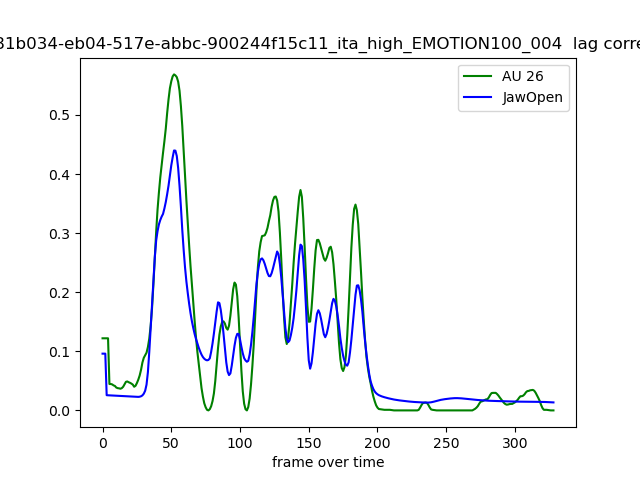 31b034-eb04-517e-abbc-900244f15c11_ita_high_EMOTION100_004 lag corre
AU 26
JawOpen
0.5
0.4
0.3
0.2
0.1
0.0
0 50 100 150 200 250 300
frame over time